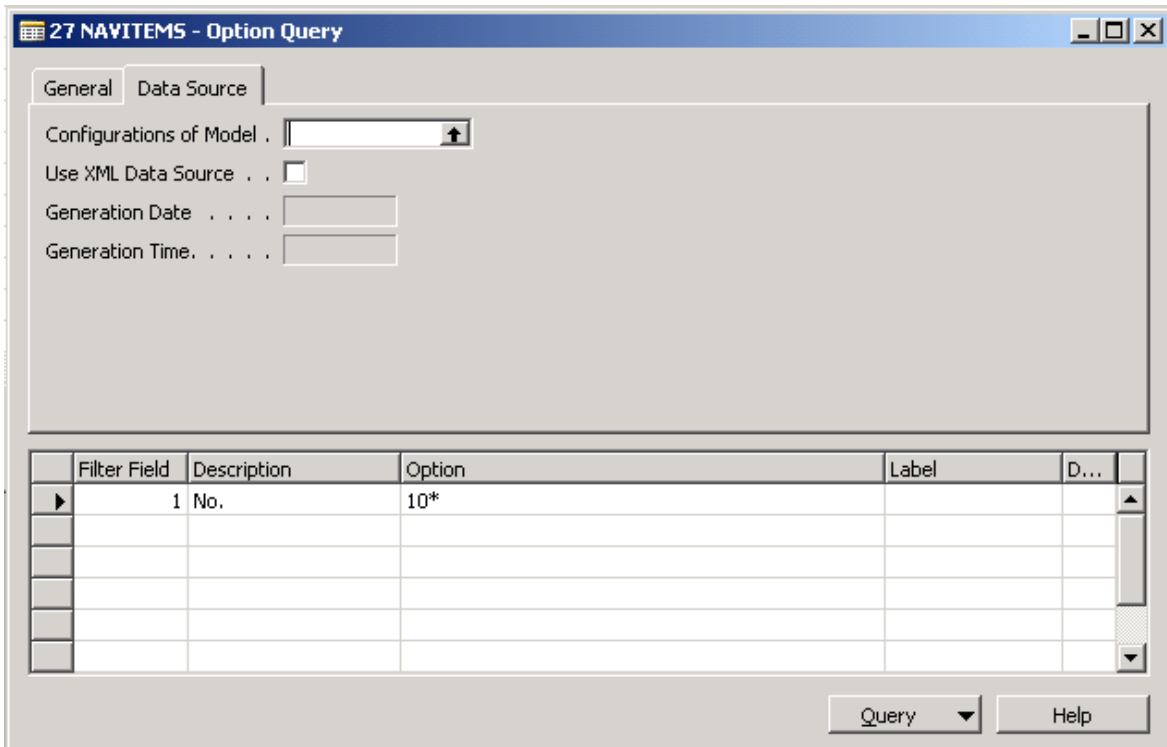 27 NAVITEMS - Option Query
General Data Source
Configurations of Model .
Use XML Data Source . .
Generation Date . . . .
Generation Time. . . . .
Filter Field Description Option Label D...
1 No. 10*
Query Help